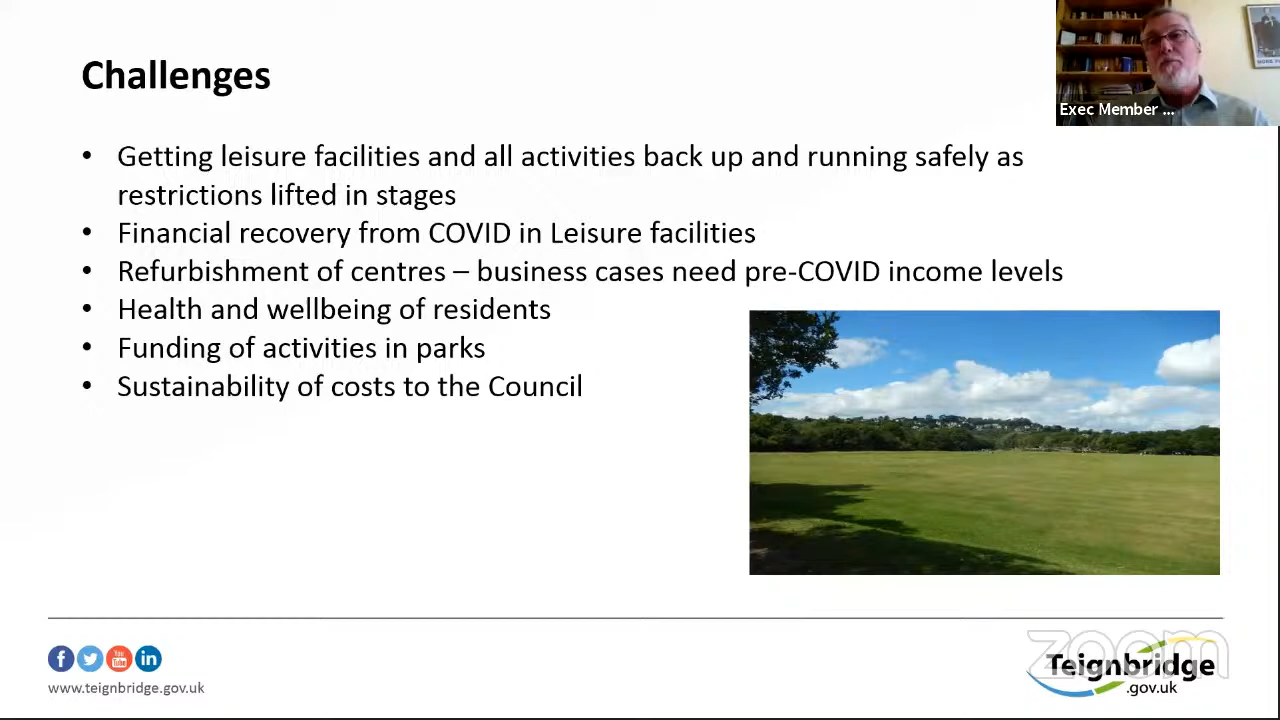 Challenges
Exec Member ...
• Getting leisure facilities and all activities back up and running safely as
restrictions lifted in stages
• Financial recovery from COVID in Leisure facilities
• Refurbishment of centres – business cases need pre-COVID income levels
• Health and wellbeing of residents
• Funding of activities in parks
• Sustainability of costs to the Council
You
Tube
www.teignbridge.gov.uk
zoom
Teignbridge
.gov.uk